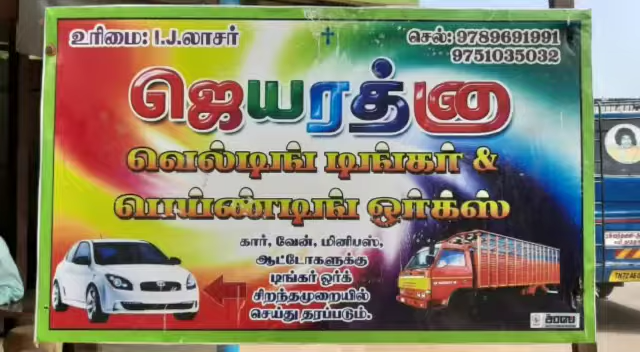 உரிமை: I.J.லாசர்
செல்: 9789691991
9751035032
ஜெயரத்னா
வெல்டிங் டிங்கர் &
பெய்ண்டிங் ஒர்க்ஸ்
கார், வேன், மினிபஸ்,
ஆட்டோகளுக்கு
டிங்கர் ஒர்க்
சிறந்தமுறையில்
செய்து தரப்படும்.